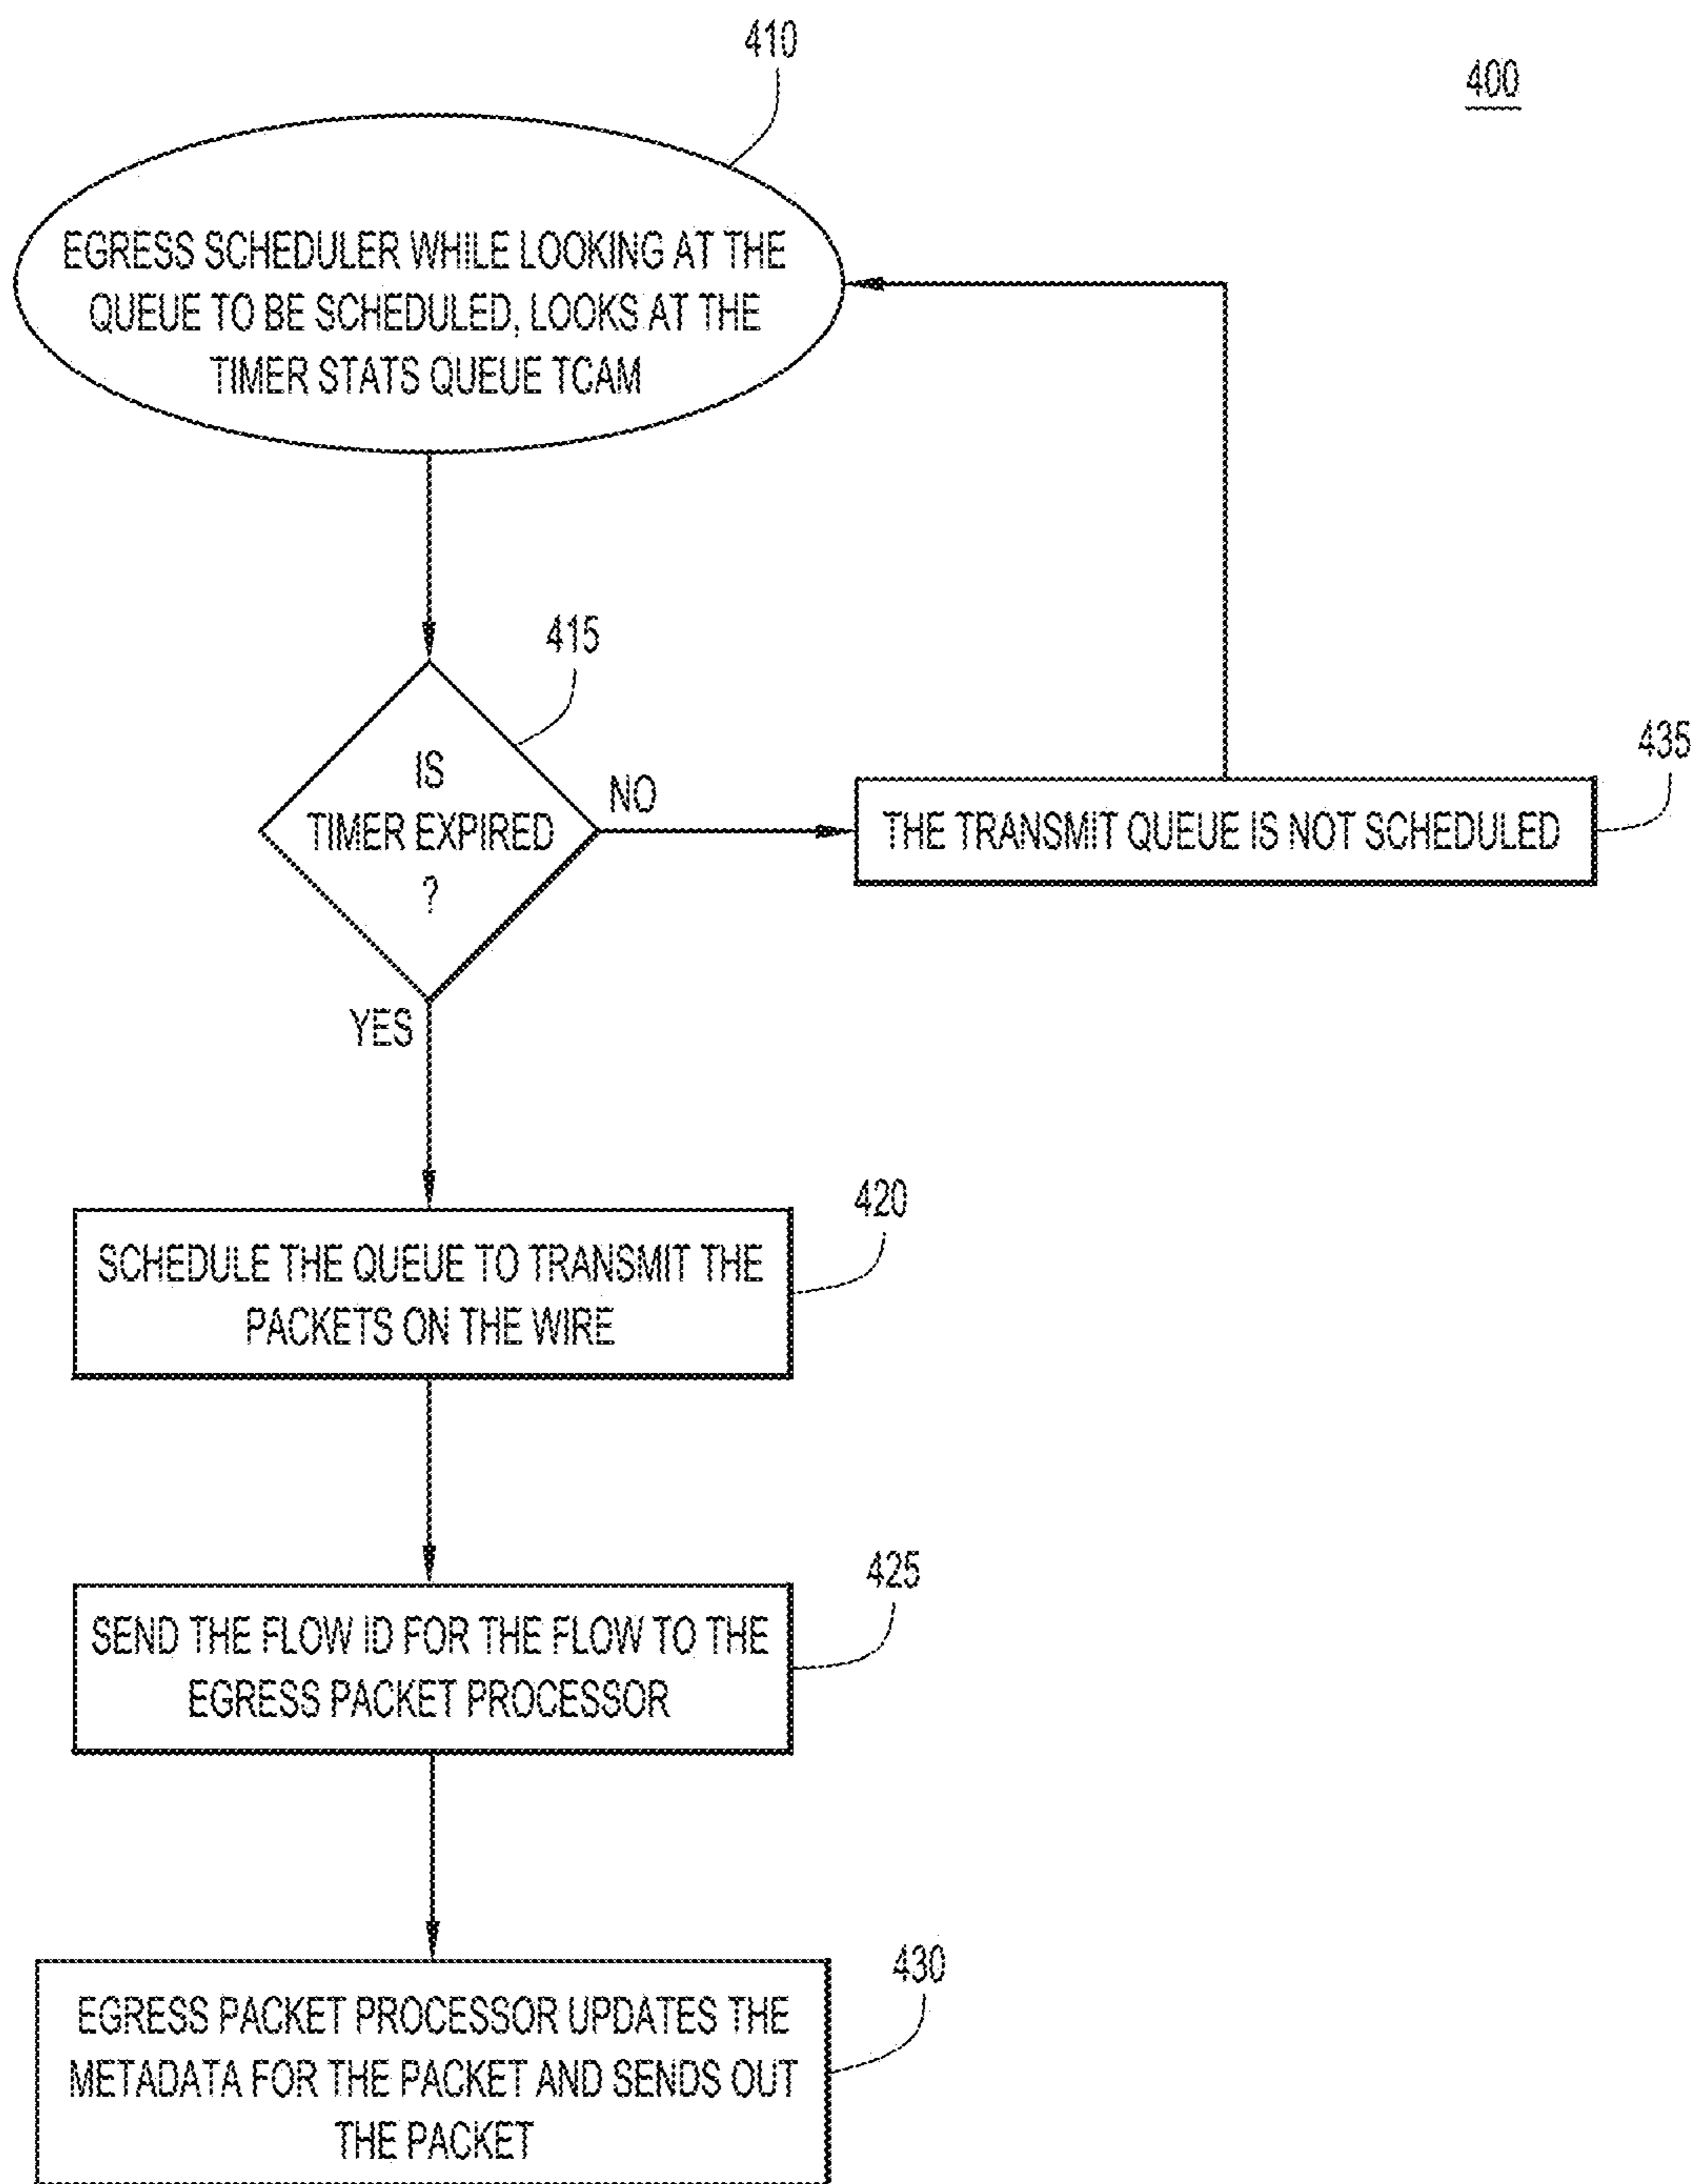 410
400
EGRESS SCHEDULER WHILE LOOKING AT THE
QUEUE TO BE SCHEDULED, LOOKS AT THE
TIMER STATS QUEUE TCAM
415
IS
TIMER EXPIRED
?
NO
435
THE TRANSMIT QUEUE IS NOT SCHEDULED
YES
420
SCHEDULE THE QUEUE TO TRANSMIT THE
PACKETS ON THE WIRE
425
SEND THE FLOW ID FOR THE FLOW TO THE
EGRESS PACKET PROCESSOR
430
EGRESS PACKET PROCESSOR UPDATES THE
METADATA FOR THE PACKET AND SENDS OUT
THE PACKET